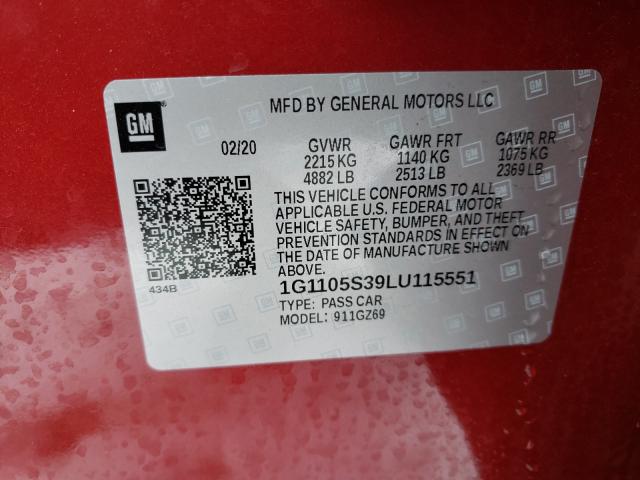 GM
MFD BY GENERAL MOTORS LLC
02/20 GVWR GAWR FRT GAWR RR
2215 KG 1140 KG 1075 KG
4882 LB 2513 LB 2369 LB
THIS VEHICLE CONFORMS TO ALL
APPLICABLE U.S. FEDERAL MOTOR
VEHICLE SAFETY, BUMPER, AND THEFT
PREVENTION STANDARDS IN EFFECT ON
THE DATE OF MANUFACTURE SHOWN
ABOVE.
434B
1G1105S39LU115551
TYPE: PASS CAR
MODEL: 911GZ69